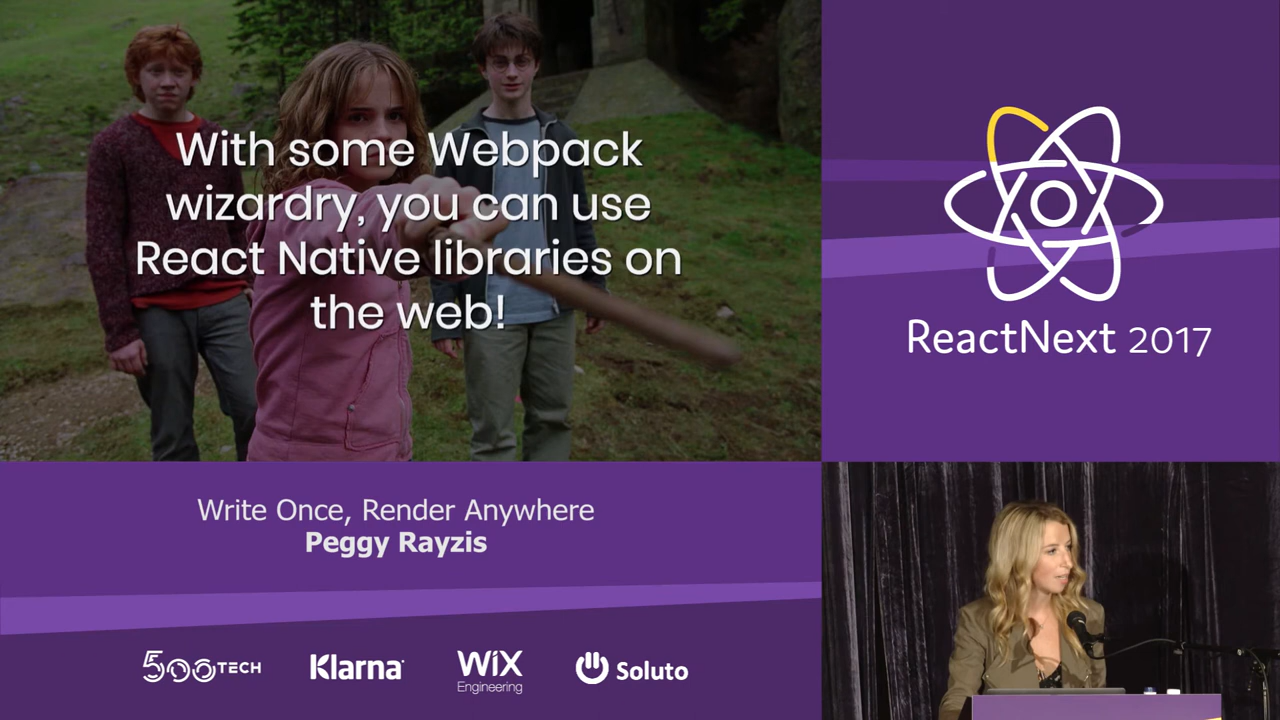 With some Webpack
wizardry, you can use
React Native libraries on
the web!
ReactNext 2017
Write Once, Render Anywhere
Peggy Rayzis
500TECH
Klarna
WiX
Engineering
Soluto